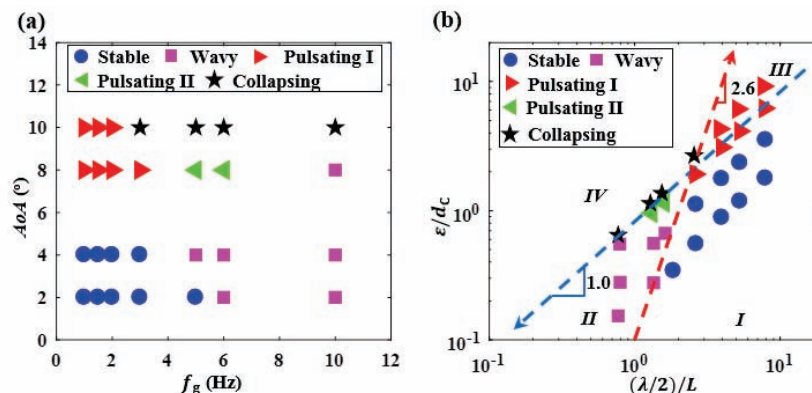 (a)
14
12
10
8
6
4
2
0
AoA (°)
Stable Wavy Pulsating I
Pulsating II Collapsing
0 2 4 6 8 10 12
f_g (Hz)
(b)
10^1
10^0
10^-1
ε/d_C
Stable Wavy
Pulsating I
Pulsating II
Collapsing
III
2.6
IV
1.0
II
I
10^-1 10^0 10^1
(λ/2)/L